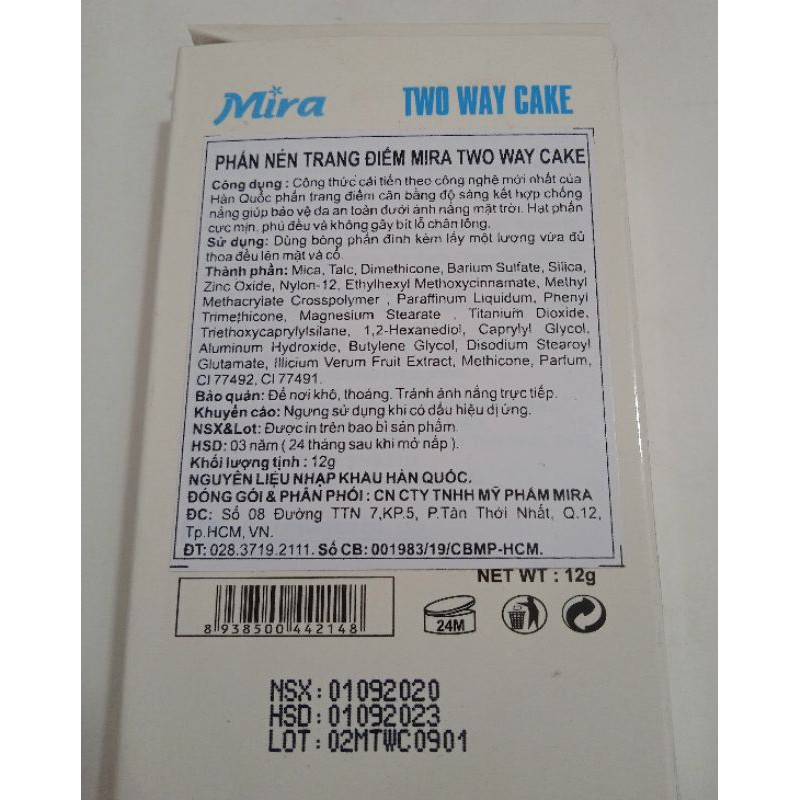 Mira TWO WAY CAKE
PHẤN NÉN TRANG ĐIỂM MIRA TWO WAY CAKE
Công dụng : Công thức cải tiến theo công nghệ mới nhất của
Hàn Quốc phấn trang điểm cân bằng độ sáng kết hợp chống
nắng giúp bảo vệ da an toàn dưới ánh nắng mặt trời. Hạt phấn
cực mịn, phủ đều và không gây bít lỗ chân lông.
Sử dụng: Dùng bông phấn đính kèm lấy một lượng vừa đủ
thoa đều lên mặt và cổ.
Thành phần: Mica, Talc, Dimethicone, Barium Sulfate, Silica,
Zinc Oxide, Nylon-12, Ethylhexyl Methoxycinnamate, Methyl
Methacrylate Crosspolymer , Paraffinum Liquidum, Phenyl
Trimethicone, Magnesium Stearate , Titanium Dioxide,
Triethoxycaprylylsilane, 1,2-Hexanediol, Caprylyl Glycol,
Aluminum Hydroxide, Butylene Glycol, Disodium Stearoyl
Glutamate, Illicium Verum Fruit Extract, Methicone, Parfum,
CI 77492, CI 77491.
Bảo quản: Để nơi khô, thoáng. Tránh ánh nắng trực tiếp.
Khuyến cáo: Ngưng sử dụng khi có dấu hiệu dị ứng.
NSX&Lot: Được in trên bao bì sản phẩm.
HSD: 03 năm ( 24 tháng sau khi mở nắp ).
Khối lượng tịnh : 12g
NGUYÊN LIỆU NHẬP KHẨU HÀN QUỐC.
ĐÓNG GÓI & PHÂN PHỐI : CN CTY TNHH MỸ PHẨM MIRA
ĐC: Số 08 Đường TTN 7,KP.5, P.Tân Thới Nhất, Q.12,
Tp.HCM, VN.
ĐT: 028.3719.2111. Số CB: 001983/19/CBMP-HCM.
NET WT : 12g
8 938500 442148
24M
NSX:01092020
HSD:01092023
LOT:02MTWC0901